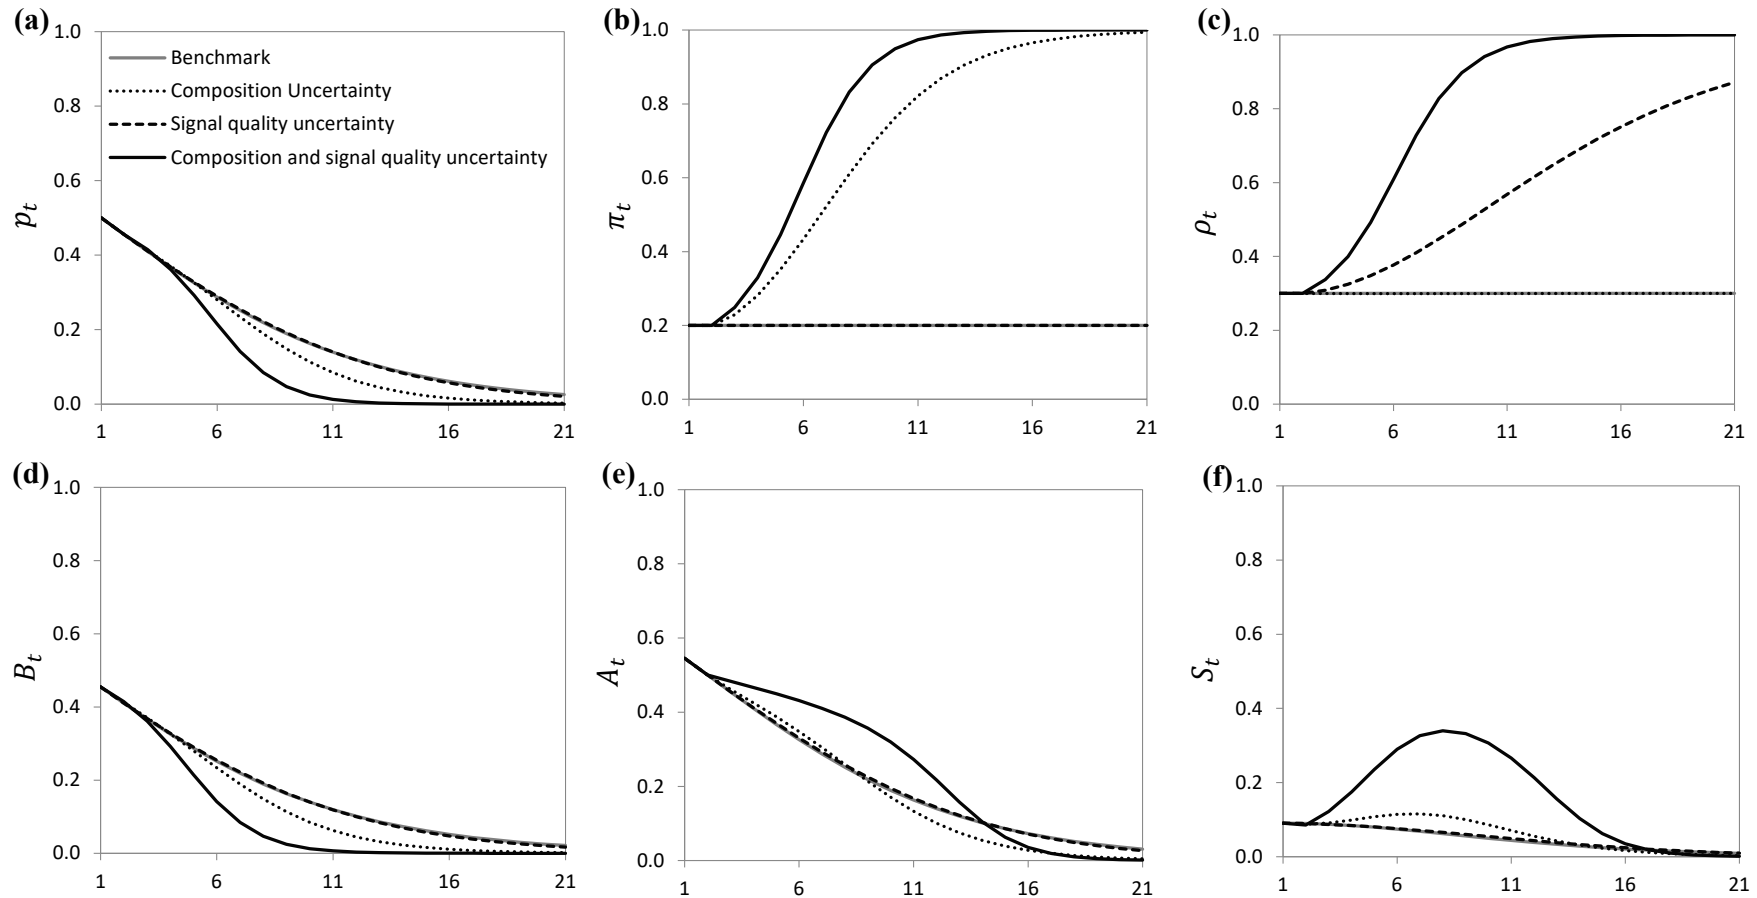 (a)
1.0
0.8
0.6
0.4
0.2
0.0
p_t
Benchmark
Composition Uncertainty
Signal quality uncertainty
Composition and signal quality uncertainty
1 6 11 16 21
(b)
1.0
0.8
0.6
0.4
0.2
0.0
π_t
1 6 11 16 21
(c)
1.0
0.8
0.6
0.4
0.2
0.0
ρ_t
1 6 11 16 21
(d)
1.0
0.8
0.6
0.4
0.2
0.0
B_t
1 6 11 16 21
(e)
1.0
0.8
0.6
0.4
0.2
0.0
A_t
1 6 11 16 21
(f)
1.0
0.8
0.6
0.4
0.2
0.0
S_t
1 6 11 16 21